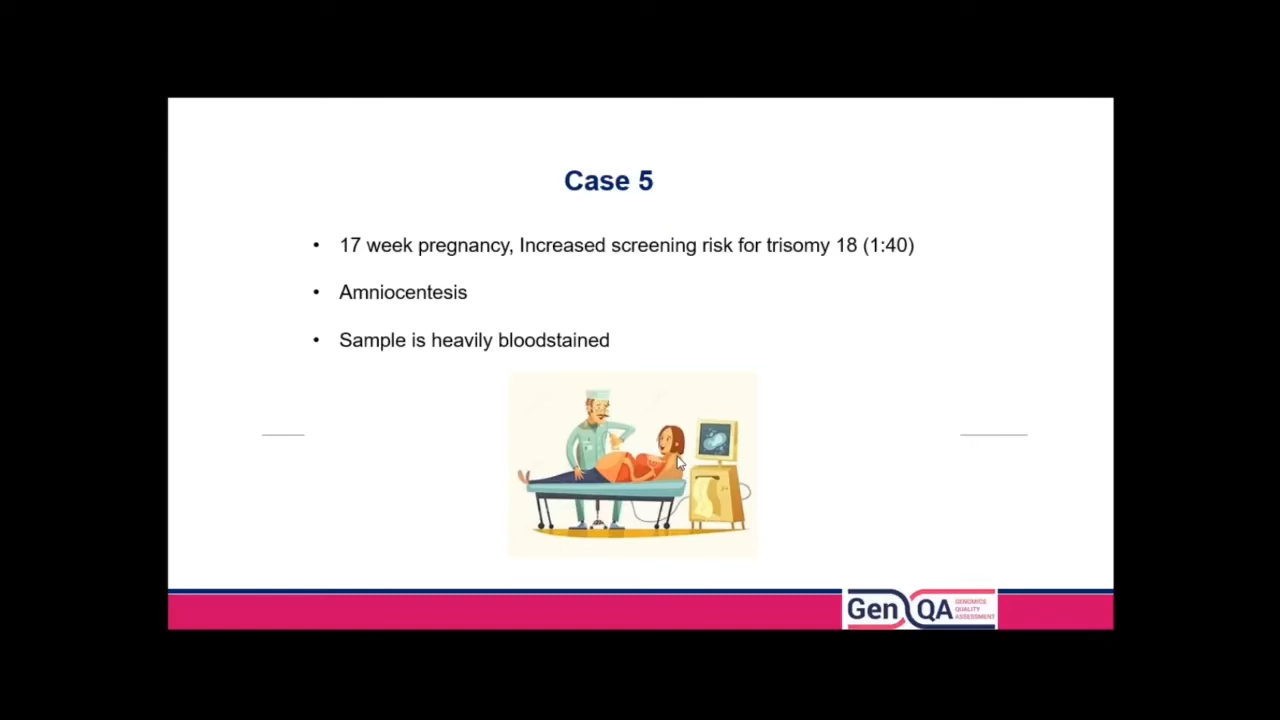 Case 5
• 17 week pregnancy, Increased screening risk for trisomy 18 (1:40)
• Amniocentesis
• Sample is heavily bloodstained
Gen QA
GENOMICS
QUALITY
ASSESSMENT